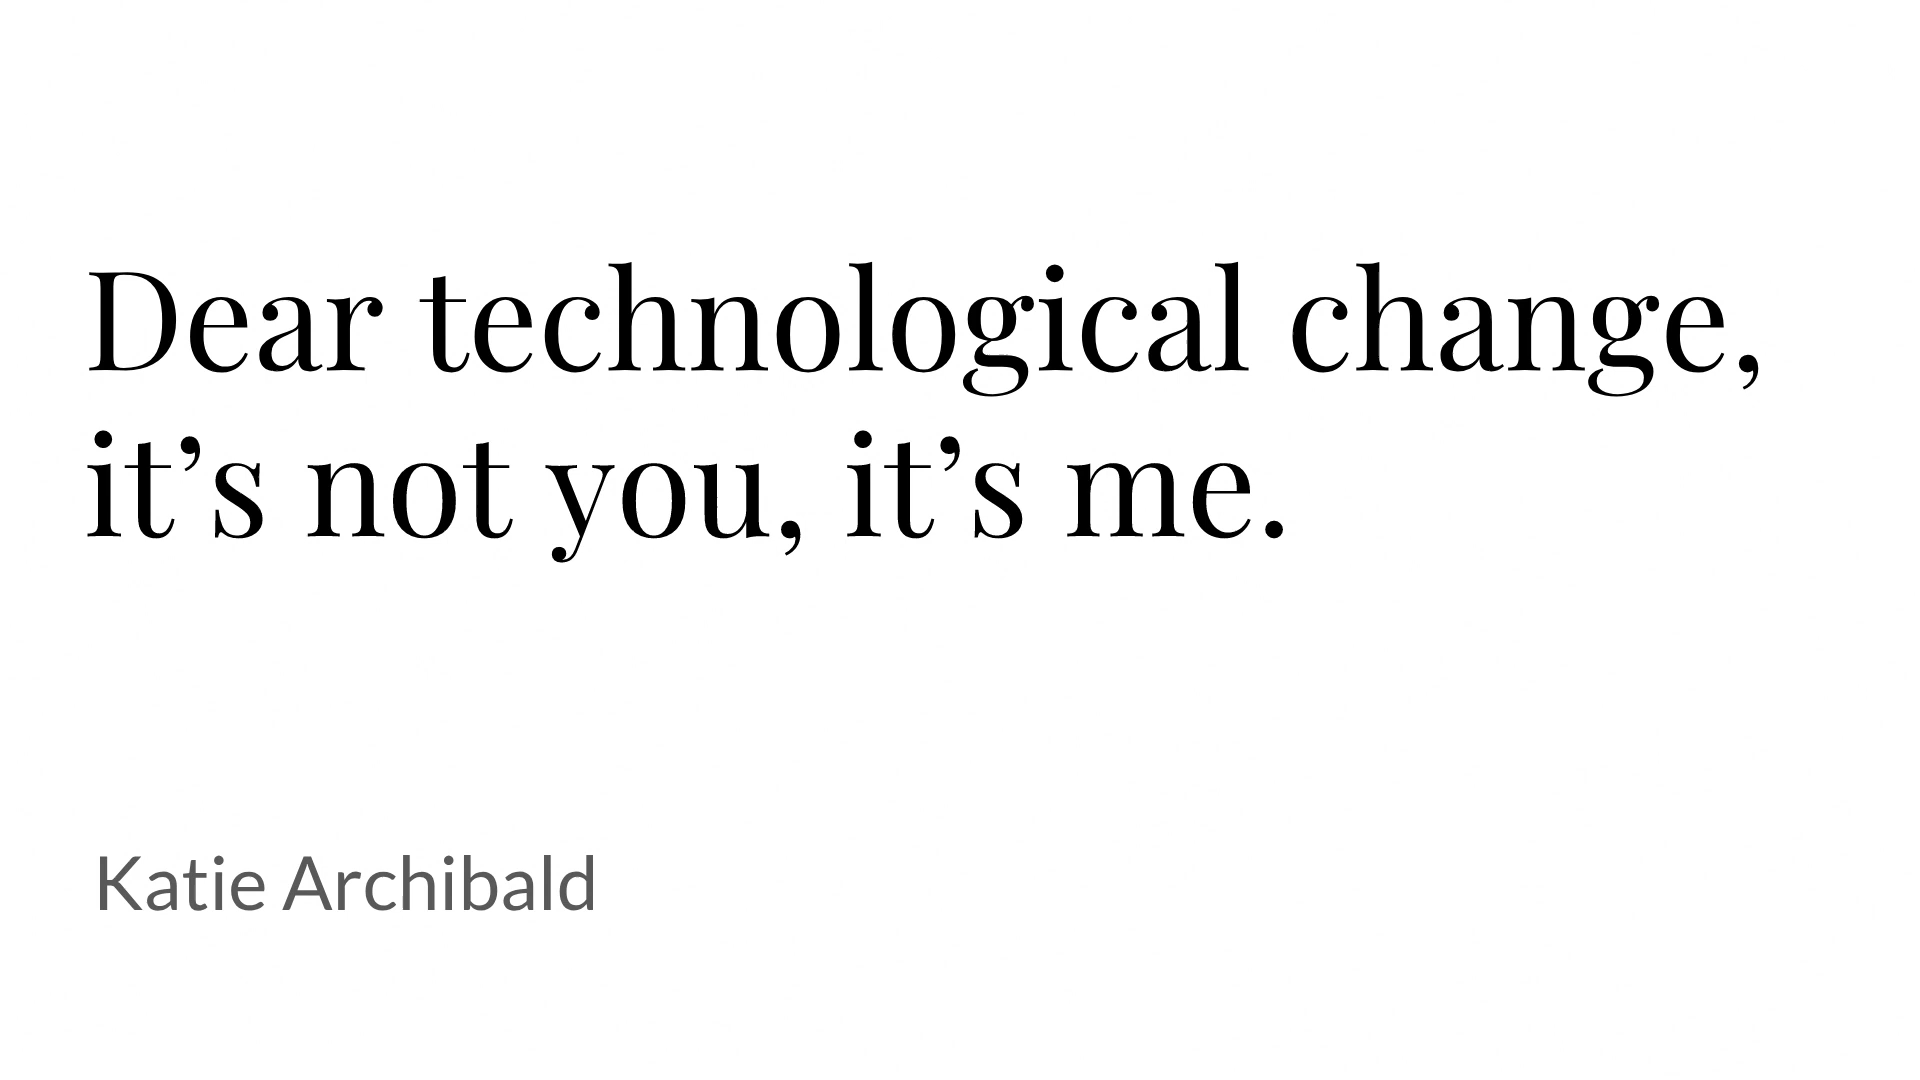 Dear technological change,
it’s not you, it’s me.
Katie Archibald